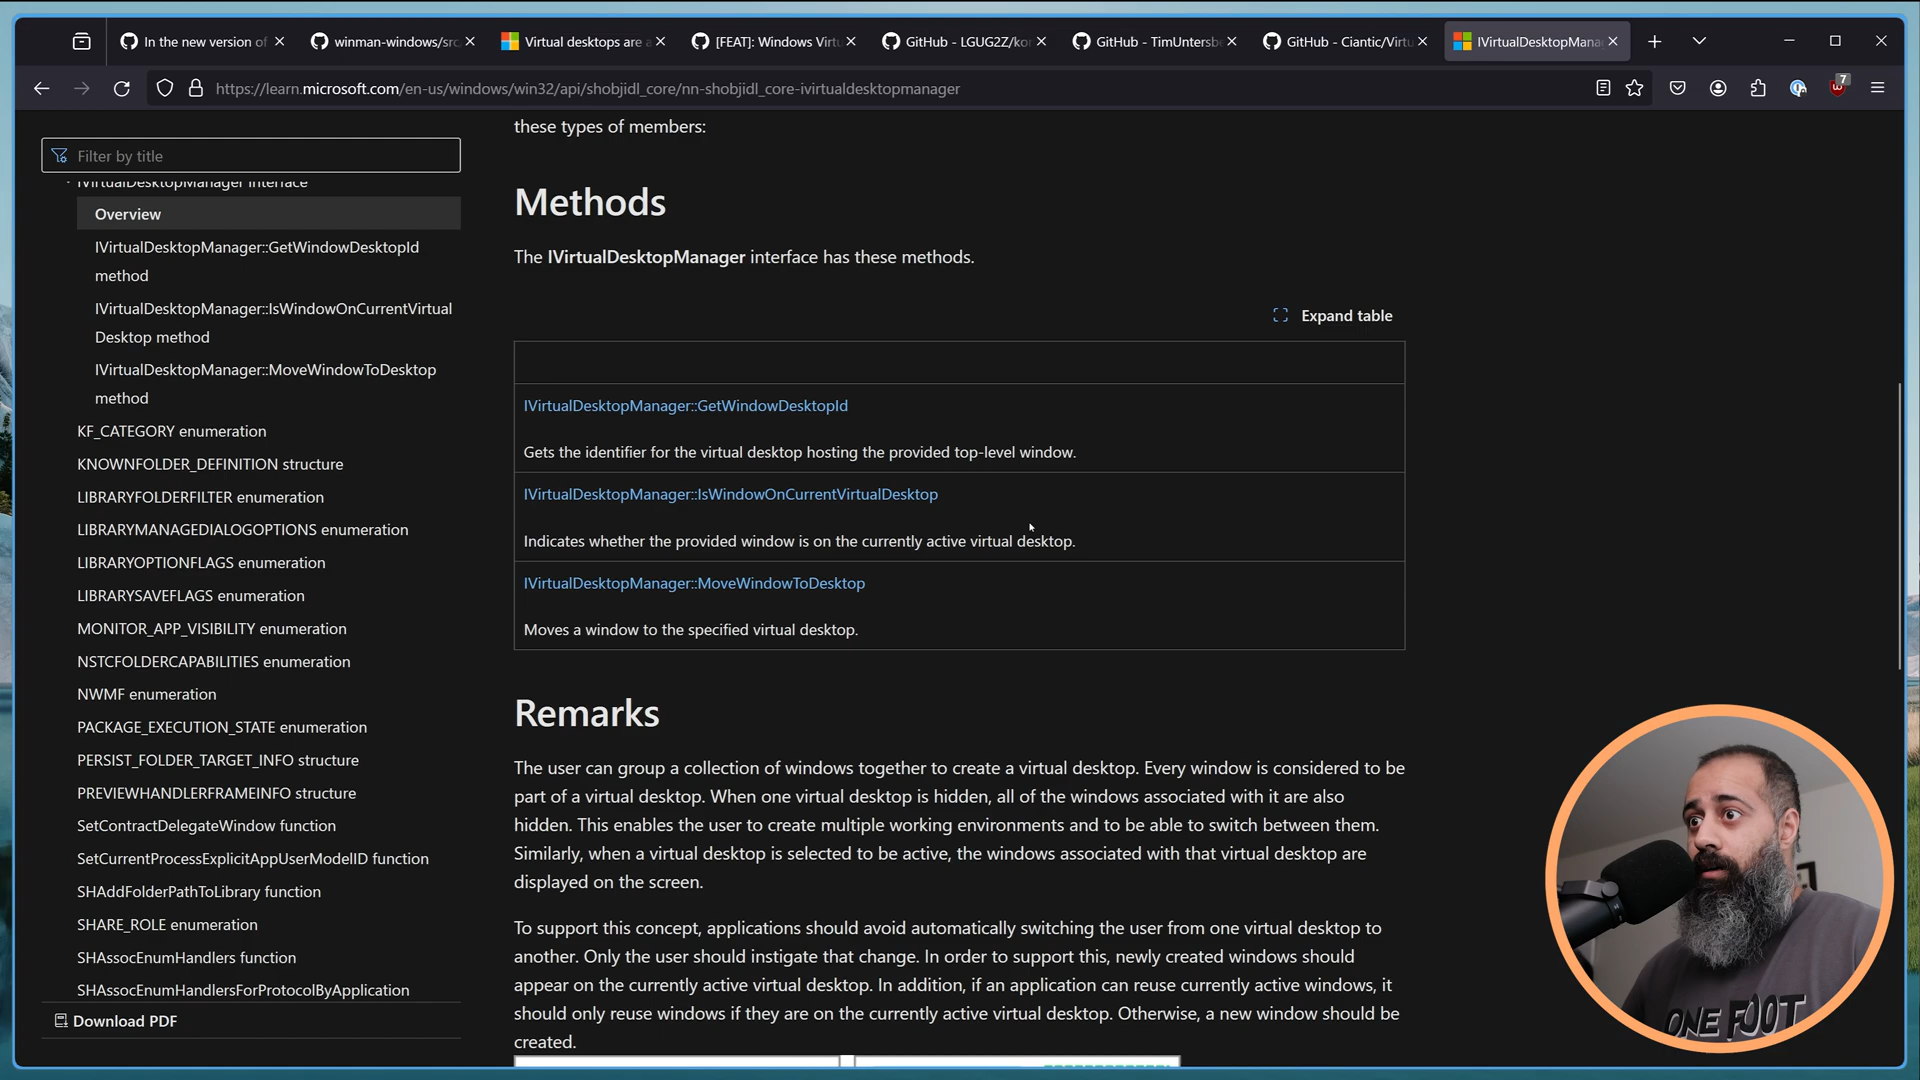 In the new version of
winman-windows/src
Virtual desktops are a
[FEAT]: Windows Virtu
GitHub - LGUG2Z/kor
GitHub - TimUntersbe
GitHub - Ciantic/Virtu
IVirtualDesktopMana
https://learn.microsoft.com/en-us/windows/win32/api/shobjidl_core/nn-shobjidl_core-ivirtualdesktopmanager
7
Filter by title
IVirtualDesktopManager interface
Overview
IVirtualDesktopManager::GetWindowDesktopId
method
IVirtualDesktopManager::IsWindowOnCurrentVirtual
Desktop method
IVirtualDesktopManager::MoveWindowToDesktop
method
KF_CATEGORY enumeration
KNOWNFOLDER_DEFINITION structure
LIBRARYFOLDERFILTER enumeration
LIBRARYMANAGEDIALOGOPTIONS enumeration
LIBRARYOPTIONFLAGS enumeration
LIBRARYSAVEFLAGS enumeration
MONITOR_APP_VISIBILITY enumeration
NSTCFOLDERCAPABILITIES enumeration
NWMF enumeration
PACKAGE_EXECUTION_STATE enumeration
PERSIST_FOLDER_TARGET_INFO structure
PREVIEWHANDLERFRAMEINFO structure
SetContractDelegateWindow function
SetCurrentProcessExplicitAppUserModelID function
SHAddFolderPathToLibrary function
SHARE_ROLE enumeration
SHAssocEnumHandlers function
SHAssocEnumHandlersForProtocolByApplication
Download PDF
these types of members:
Methods
The IVirtualDesktopManager interface has these methods.
Expand table
IVirtualDesktopManager::GetWindowDesktopId
Gets the identifier for the virtual desktop hosting the provided top-level window.
IVirtualDesktopManager::IsWindowOnCurrentVirtualDesktop
Indicates whether the provided window is on the currently active virtual desktop.
IVirtualDesktopManager::MoveWindowToDesktop
Moves a window to the specified virtual desktop.
Remarks
The user can group a collection of windows together to create a virtual desktop. Every window is considered to be
part of a virtual desktop. When one virtual desktop is hidden, all of the windows associated with it are also
hidden. This enables the user to create multiple working environments and to be able to switch between them.
Similarly, when a virtual desktop is selected to be active, the windows associated with that virtual desktop are
displayed on the screen.
To support this concept, applications should avoid automatically switching the user from one virtual desktop to
another. Only the user should instigate that change. In order to support this, newly created windows should
appear on the currently active virtual desktop. In addition, if an application can reuse currently active windows, it
should only reuse windows if they are on the currently active virtual desktop. Otherwise, a new window should be
created.
ONE FOOT